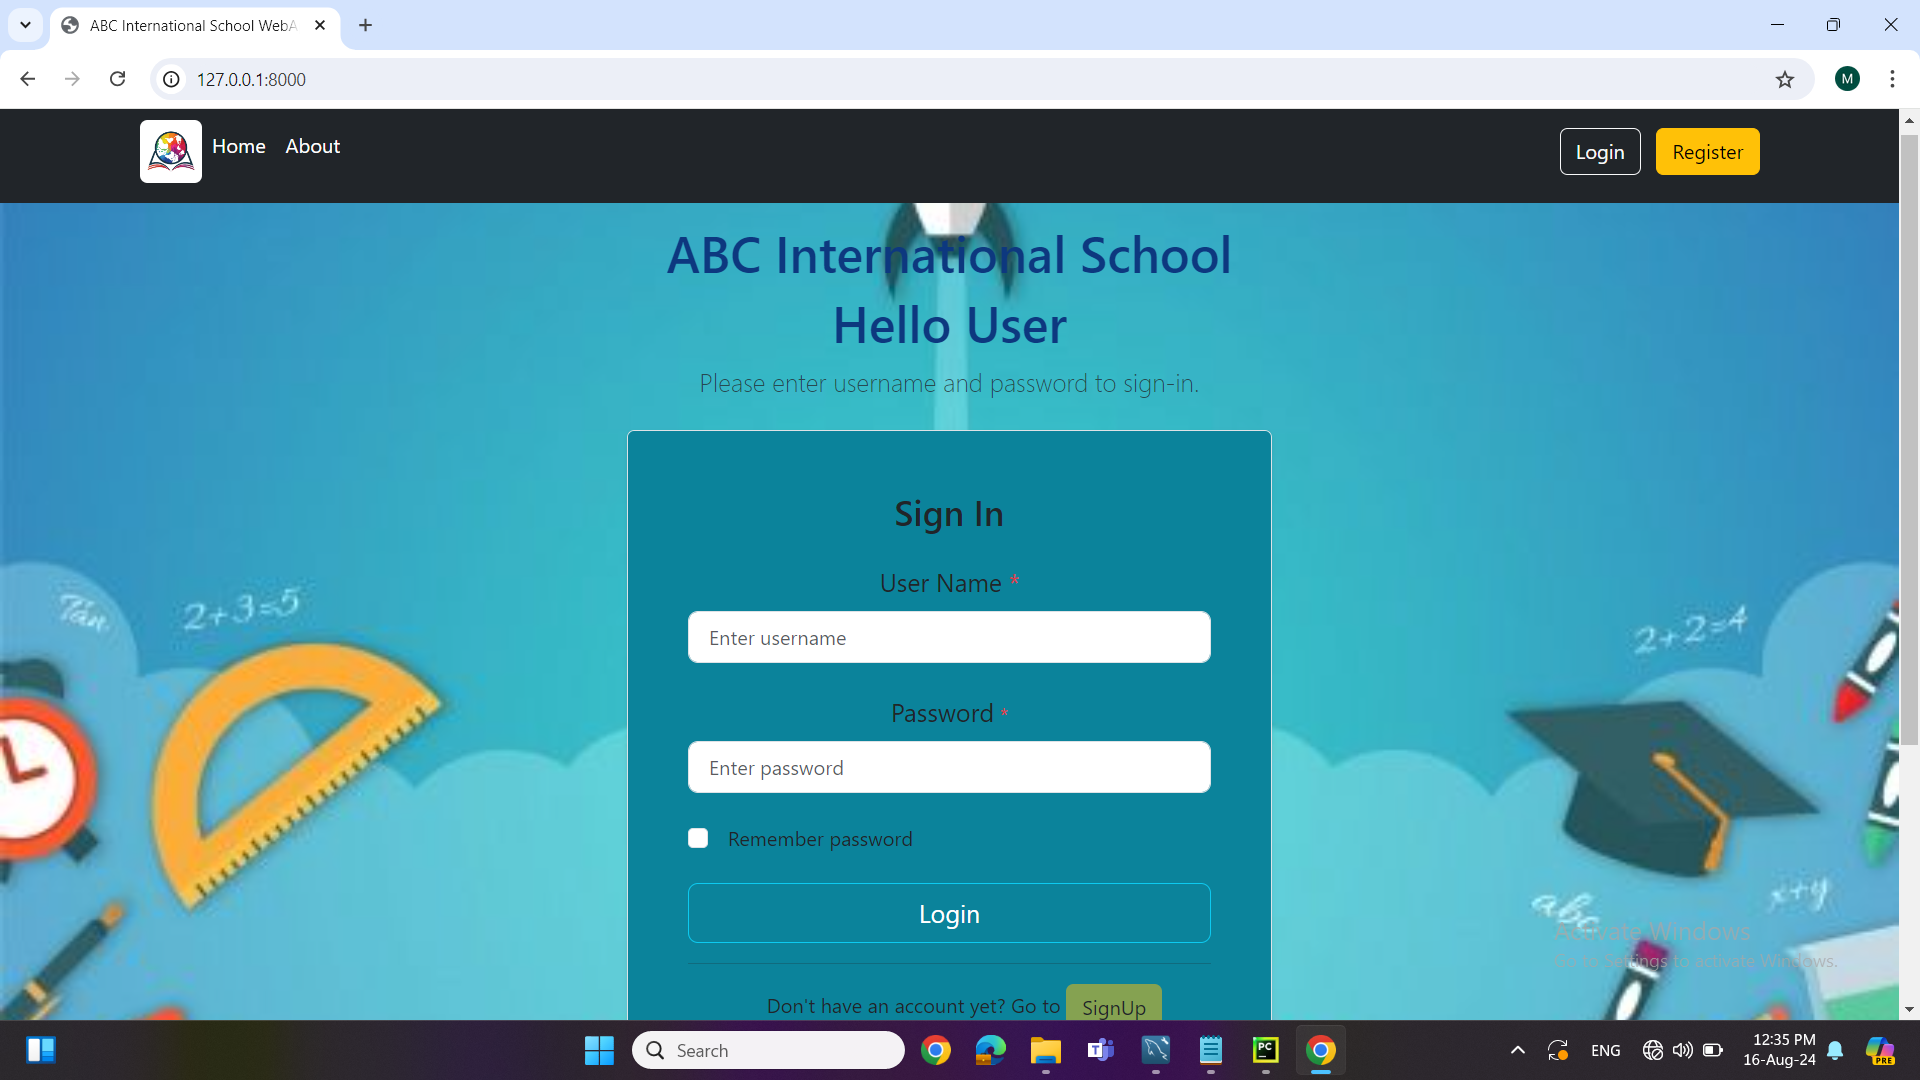 ABC International School WebA
127.0.0.1:8000
M
Home About Login Register
ABC International School
Hello User
Please enter username and password to sign-in.
Sign In
User Name *
Enter username
Password *
Enter password
Remember password
Login
Don't have an account yet? Go to SignUp
Tan
2+3=5
2+2=4
abc
x+y
Activate Windows
Go to Settings to activate Windows.
Search
PC
ENG
12:35 PM
16-Aug-24
PRE